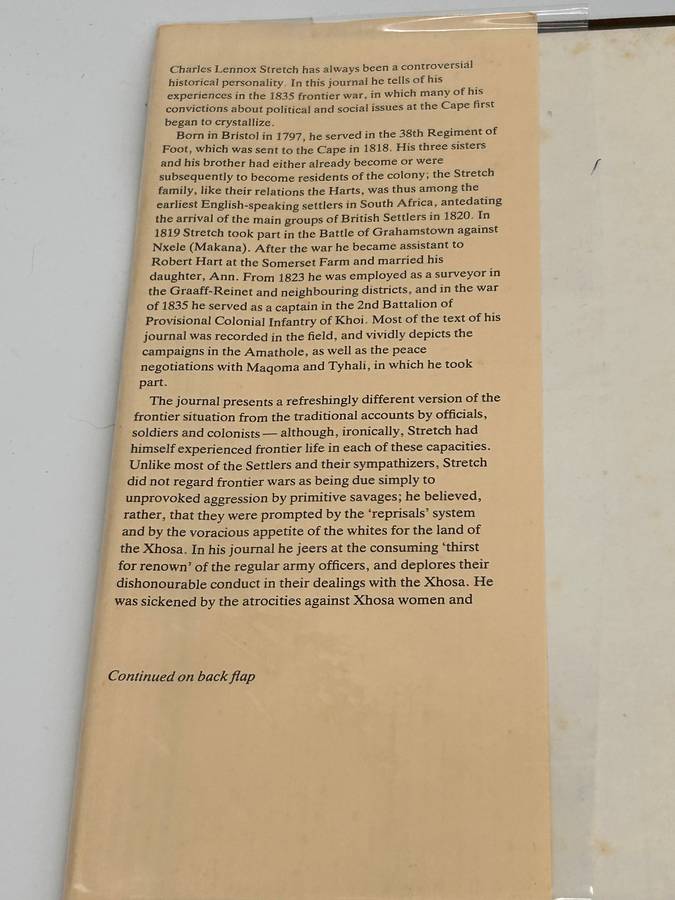 Charles Lennox Stretch has always been a controversial
historical personality. In this journal he tells of his
experiences in the 1835 frontier war, in which many of his
convictions about political and social issues at the Cape first
began to crystallize.
Born in Bristol in 1797, he served in the 38th Regiment of
Foot, which was sent to the Cape in 1818. His three sisters
and his brother had either already become or were
subsequently to become residents of the colony; the Stretch
family, like their relations the Harts, was thus among the
earliest English-speaking settlers in South Africa, antedating
the arrival of the main groups of British Settlers in 1820. In
1819 Stretch took part in the Battle of Grahamstown against
Nxele (Makana). After the war he became assistant to
Robert Hart at the Somerset Farm and married his
daughter, Ann. From 1823 he was employed as a surveyor in
the Graaff-Reinet and neighbouring districts, and in the war
of 1835 he served as a captain in the 2nd Battalion of
Provisional Colonial Infantry of Khoi. Most of the text of his
journal was recorded in the field, and vividly depicts the
campaigns in the Amathole, as well as the peace
negotiations with Maqoma and Tyhali, in which he took
part.
The journal presents a refreshingly different version of the
frontier situation from the traditional accounts by officials,
soldiers and colonists — although, ironically, Stretch had
himself experienced frontier life in each of these capacities.
Unlike most of the Settlers and their sympathizers, Stretch
did not regard frontier wars as being due simply to
unprovoked aggression by primitive savages; he believed,
rather, that they were prompted by the ‘reprisals’ system
and by the voracious appetite of the whites for the land of
the Xhosa. In his journal he jeers at the consuming ‘thirst
for renown’ of the regular army officers, and deplores their
dishonourable conduct in their dealings with the Xhosa. He
was sickened by the atrocities against Xhosa women and
Continued on back flap